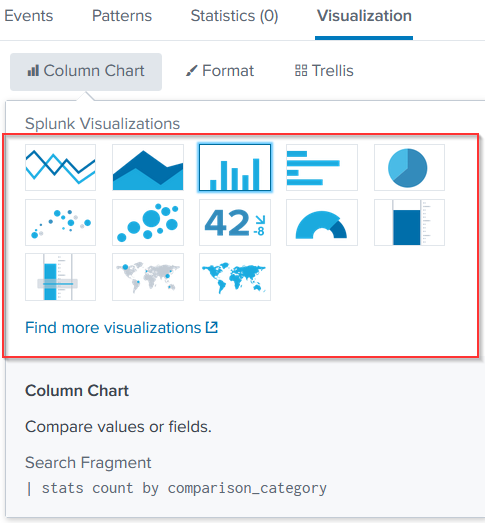 Events Patterns Statistics (0) Visualization
Column Chart Format Trellis
Splunk Visualizations
42 -8
Find more visualizations
Column Chart
Compare values or fields.
Search Fragment
| stats count by comparison_category